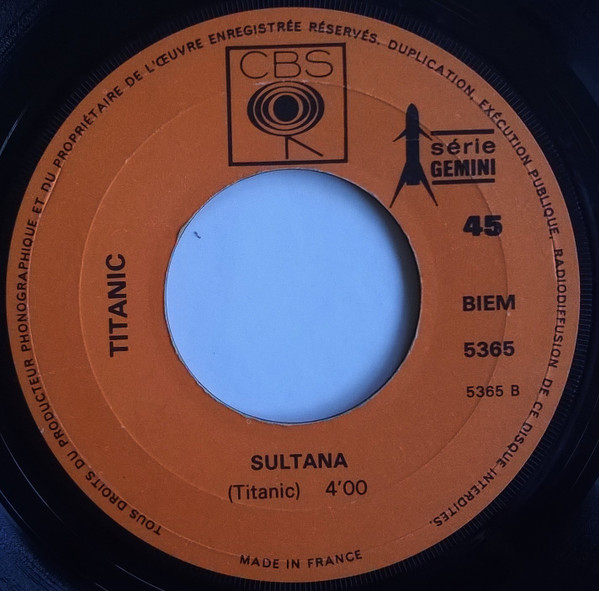 TOUS DROITS DU PRODUCTEUR PHONOGRAPHIQUE ET DU PROPRIÉTAIRE DE L'ŒUVRE ENREGISTRÉE RÉSERVÉS. DUPLICATION, EXÉCUTION PUBLIQUE, RADIODIFFUSION DE CE DISQUE INTERDITES.
CBS
série
GEMINI
45
TITANIC
BIEM
5365
5365 B
SULTANA
(Titanic) 4'00
MADE IN FRANCE